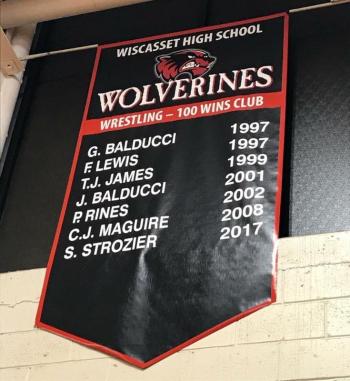 WISCASSET HIGH SCHOOL
WOLVERINES
WRESTLING – 100 WINS CLUB
G. BALDUCCI 1997
F. LEWIS 1997
T.J. JAMES 1999
J. BALDUCCI 2001
P. RINES 2002
C.J. MAGUIRE 2008
S. STROZIER 2017